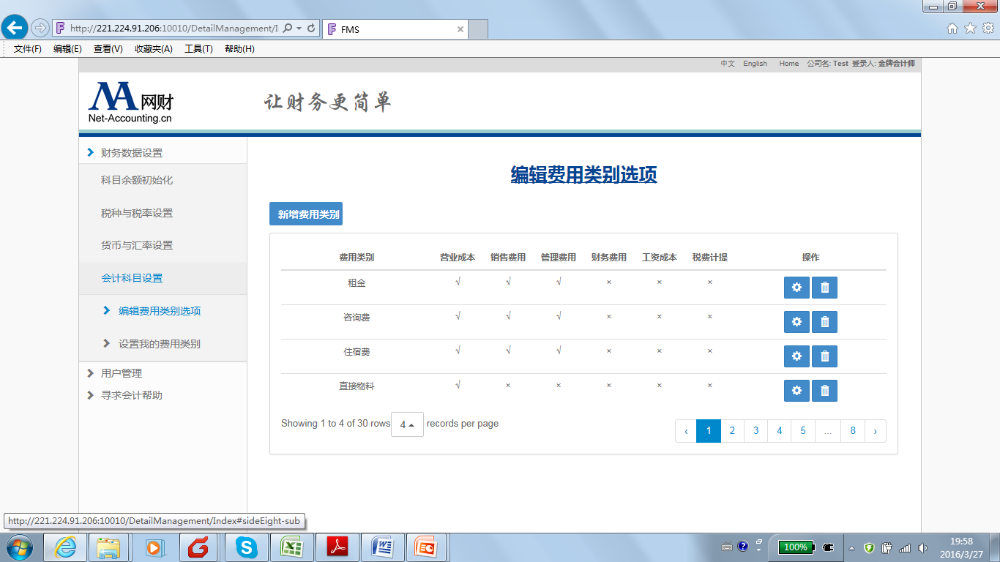 http://221.224.91.206:10010/DetailManagement/I
FMS
文件(F) 编辑(E) 查看(V) 收藏夹(A) 工具(T) 帮助(H)
中文 English Home 公司名: Test 登录人: 金牌会计师
网财
Net-Accounting.cn
让财务更简单
财务数据设置
科目余额初始化
税种与税率设置
货币与汇率设置
会计科目设置
编辑费用类别选项
设置我的费用类别
用户管理
寻求会计帮助
编辑费用类别选项
新增费用类别
费用类别 营业成本 销售费用 管理费用 财务费用 工资成本 税费计提 操作
租金 √ √ √ × × ×
咨询费 √ √ √ × × ×
住宿费 √ √ √ × × ×
直接物料 √ × × × × ×
Showing 1 to 4 of 30 rows 4 records per page
‹ 1 2 3 4 5 ... 8 ›
http://221.224.91.206:10010/DetailManagement/Index#sideEight-sub
100%
19:58
2016/3/27